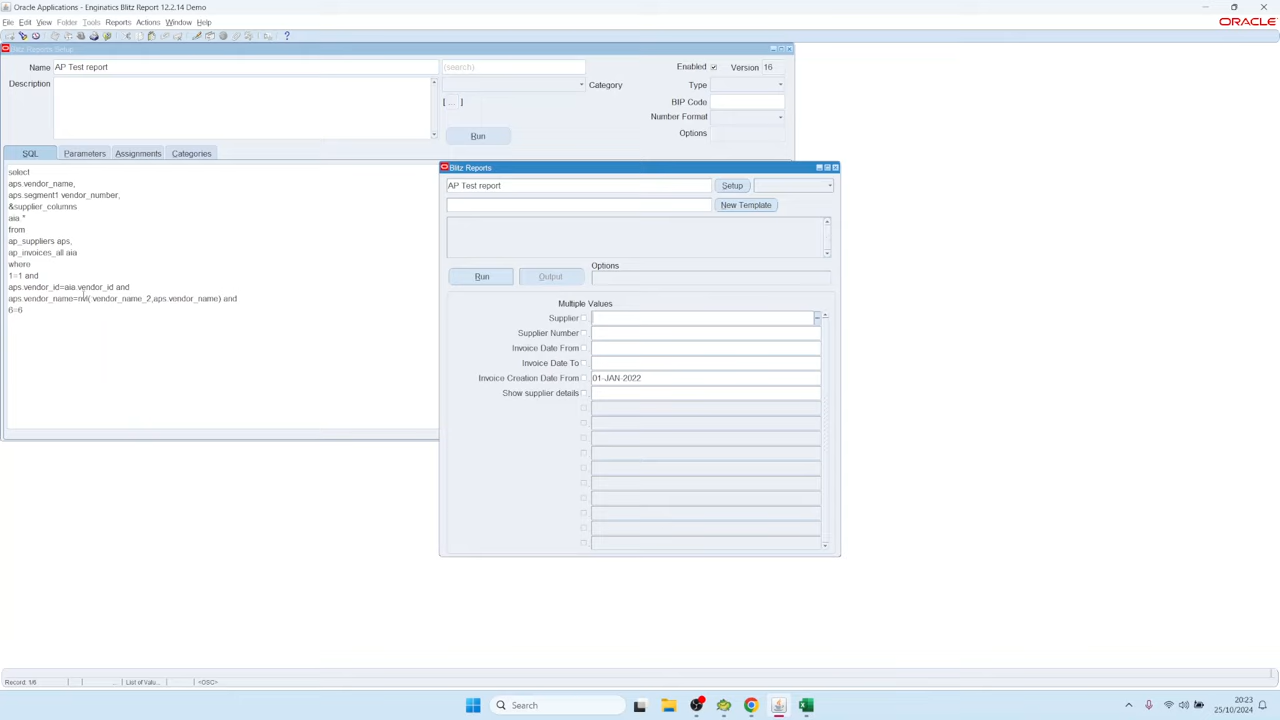 Oracle Applications - Enginatics Blitz Report 12.2.14 Demo
File Edit View Folder Tools Reports Actions Window Help
ORACLE
Blitz Reports Setup
Name AP Test report (search) Enabled Version 16
Description Category Type
[ ... ] BIP Code
Number Format
Run Options
SQL Parameters Assignments Categories
select
aps.vendor_name,
aps.segment1 vendor_number,
&supplier_columns
aia *
from
ap_suppliers aps,
ap_invoices_all aia
where
1=1 and
aps.vendor_id=aia.vendor_id and
aps.vendor_name=nvl( vendor_name_2,aps.vendor_name) and
6=6
Blitz Reports
AP Test report Setup
New Template
Run Output Options
Multiple Values
Supplier
Supplier Number
Invoice Date From
Invoice Date To
Invoice Creation Date From 01-JAN-2022
Show supplier details
Record: 1/6 ... List of Valu... <OSC>
Search
20:23
25/10/2024